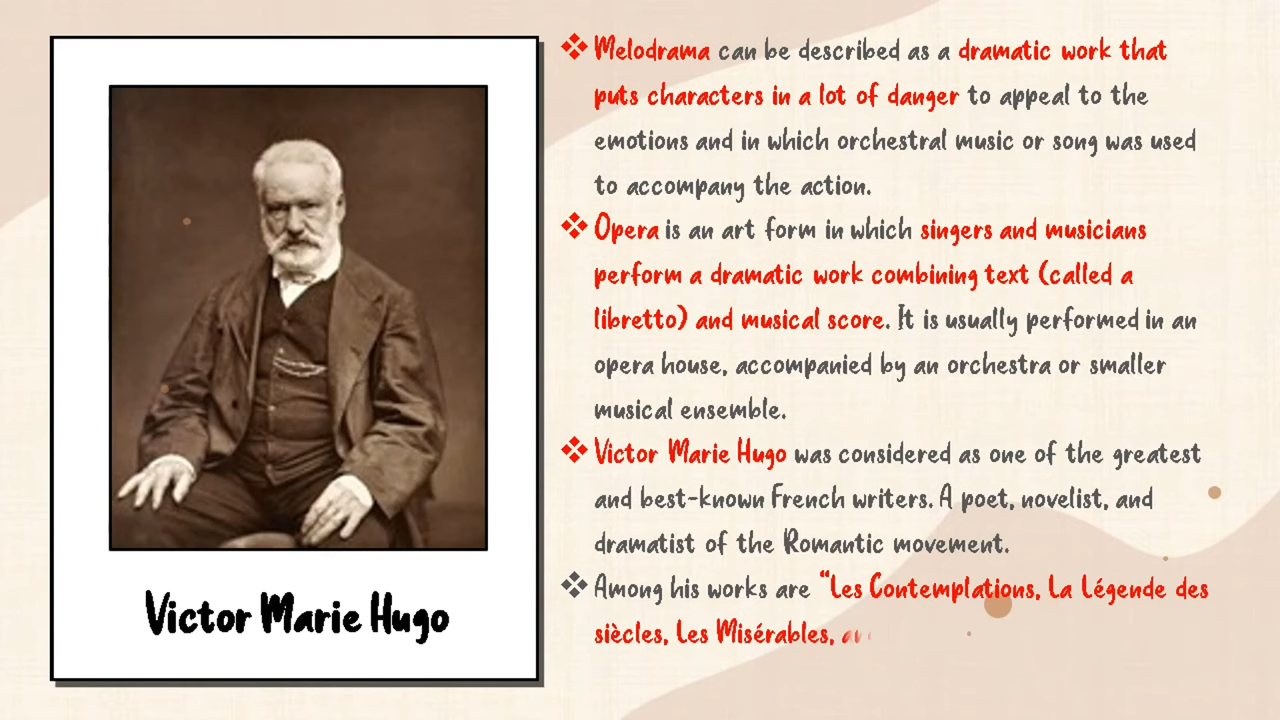 Melodrama can be described as a dramatic work that
puts characters in a lot of danger to appeal to the
emotions and in which orchestral music or song was used
to accompany the action.
Opera is an art form in which singers and musicians
perform a dramatic work combining text (called a
libretto) and musical score. It is usually performed in an
opera house, accompanied by an orchestra or smaller
musical ensemble.
Victor Marie Hugo was considered as one of the greatest
and best-known French writers. A poet, novelist, and
dramatist of the Romantic movement.
Among his works are “Les Contemplations, La Légende des
siècles, Les Misérables,
Victor Marie Hugo